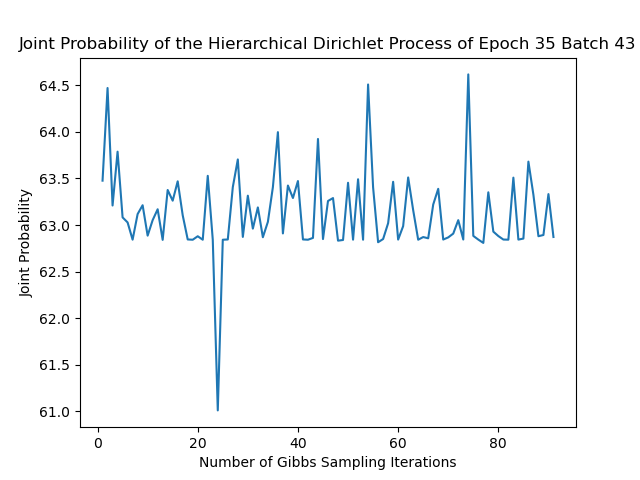 Joint Probability of the Hierarchical Dirichlet Process of Epoch 35 Batch 43
Joint Probability
64.5
64.0
63.5
63.0
62.5
62.0
61.5
61.0
0 20 40 60 80
Number of Gibbs Sampling Iterations